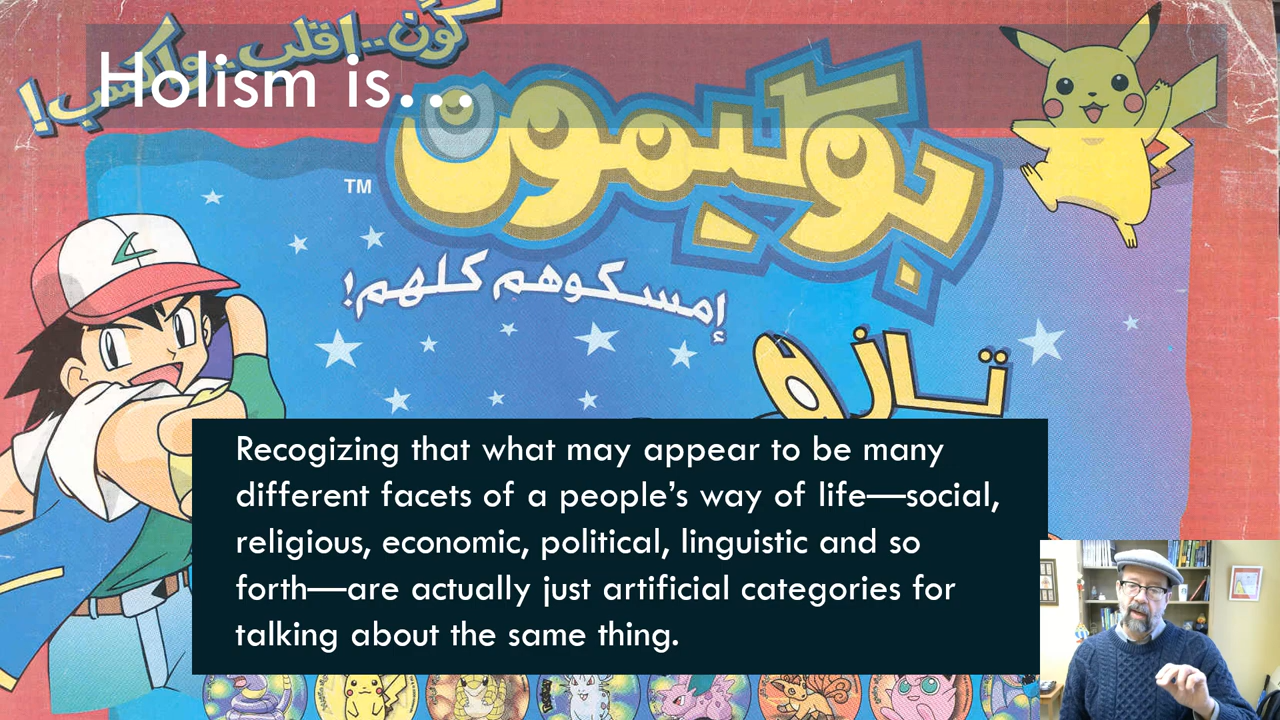 كَوِّن..اقلب..واكسب!
Holism is...
بوكيمون
TM
إمسكوهم كلهم!
تازة
Recogizing that what may appear to be many
different facets of a people’s way of life—social,
religious, economic, political, linguistic and so
forth—are actually just artificial categories for
talking about the same thing.